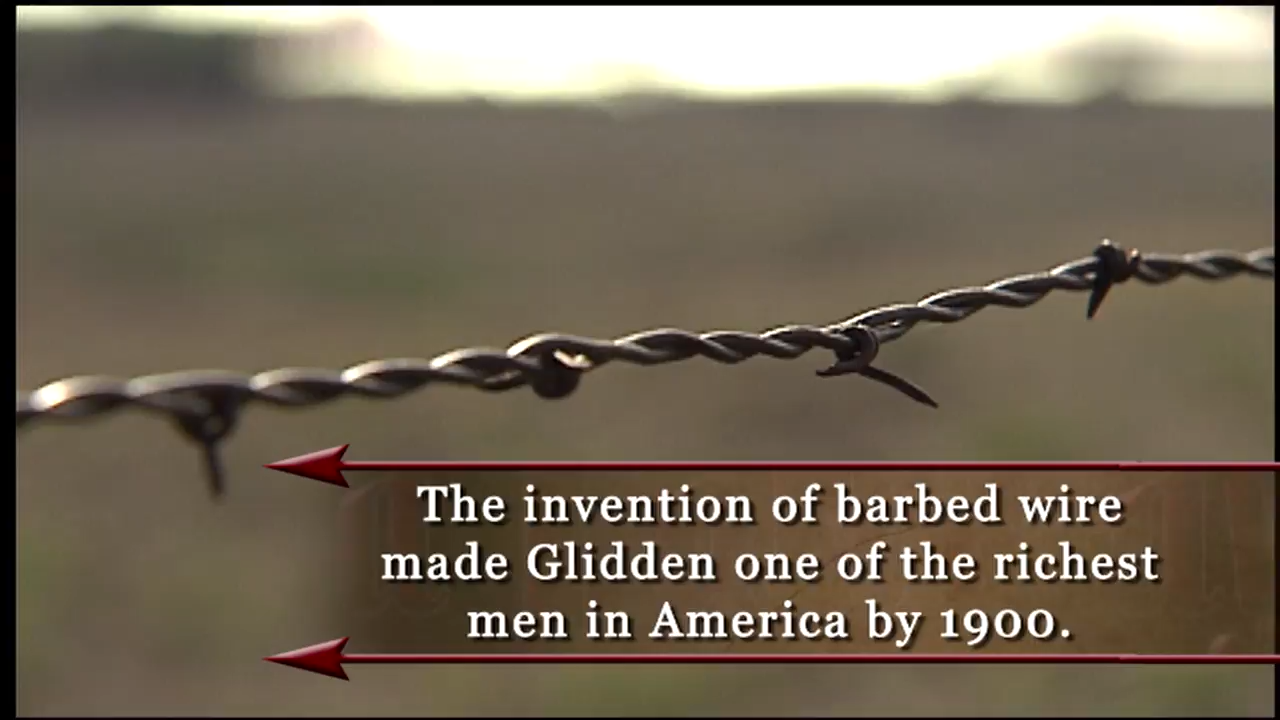 The invention of barbed wire
made Glidden one of the richest
men in America by 1900.